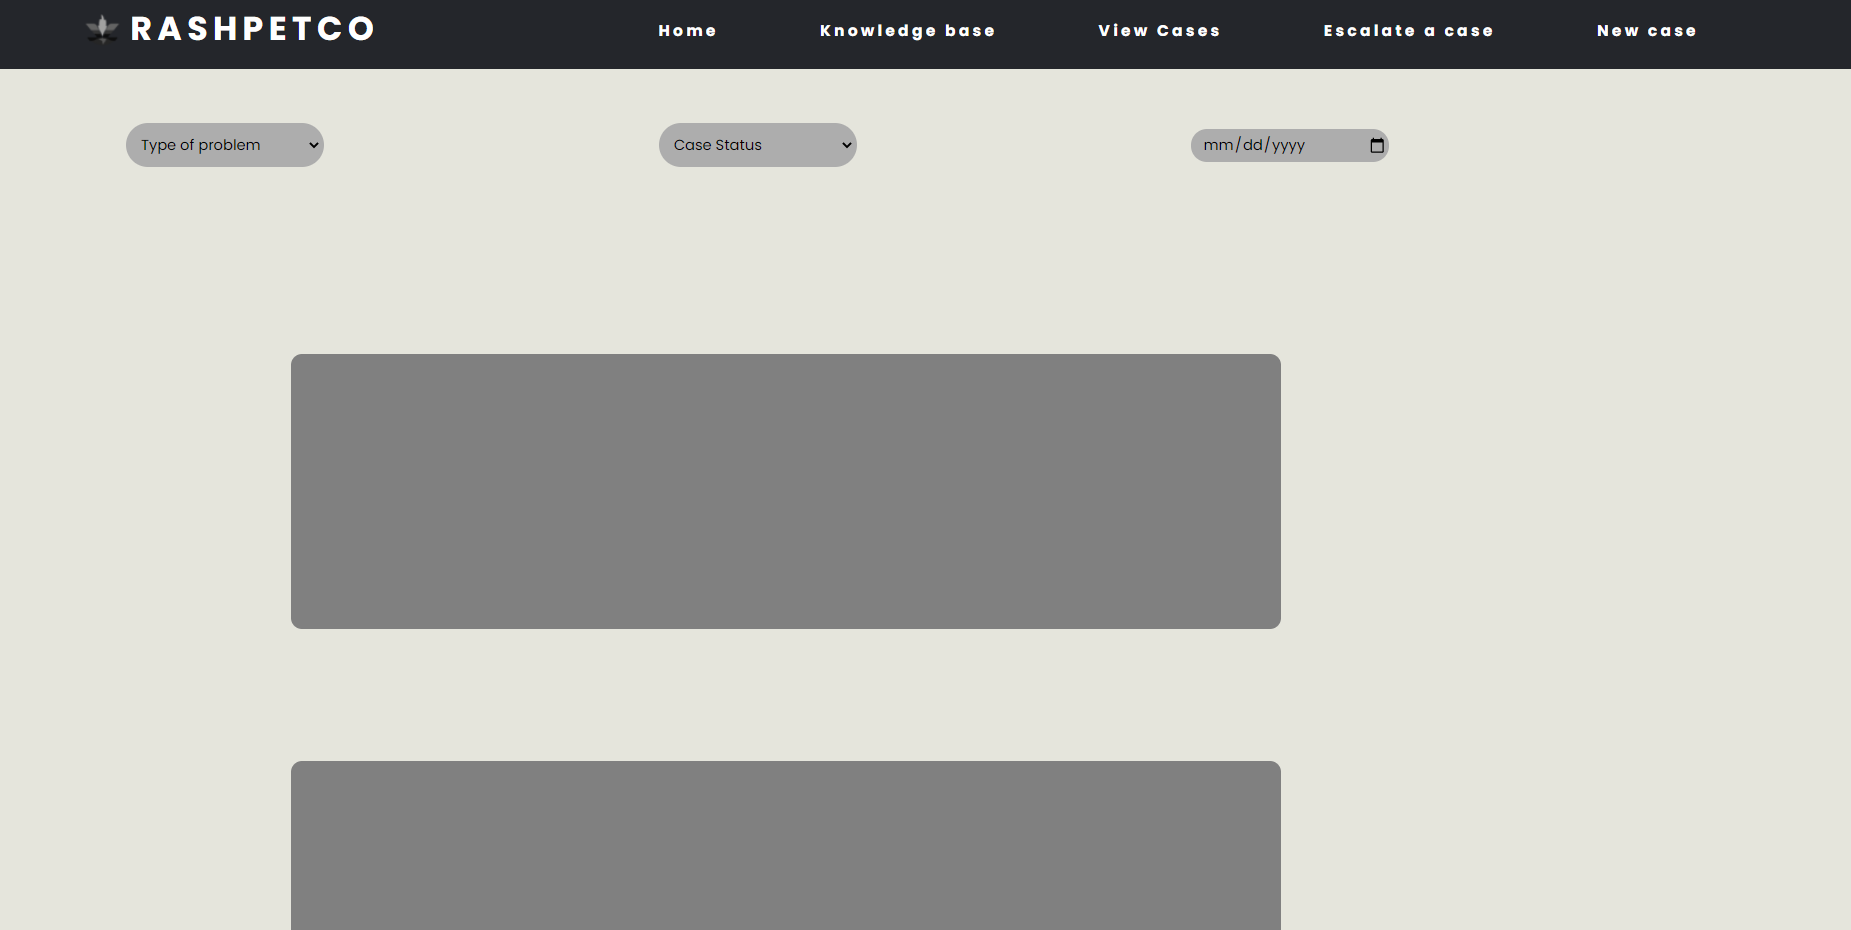 RASHPETCO Home Knowledge base View Cases Escalate a case New case
Type of problem Case Status mm/dd/yyyy